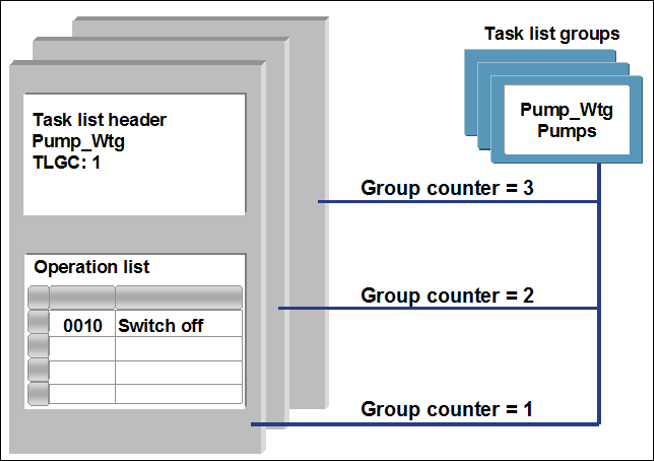 Task list groups
Task list header
Pump_Wtg
TLGC: 1
Pump_Wtg
Pumps
Group counter = 3
Operation list
0010 Switch off
Group counter = 2
Group counter = 1